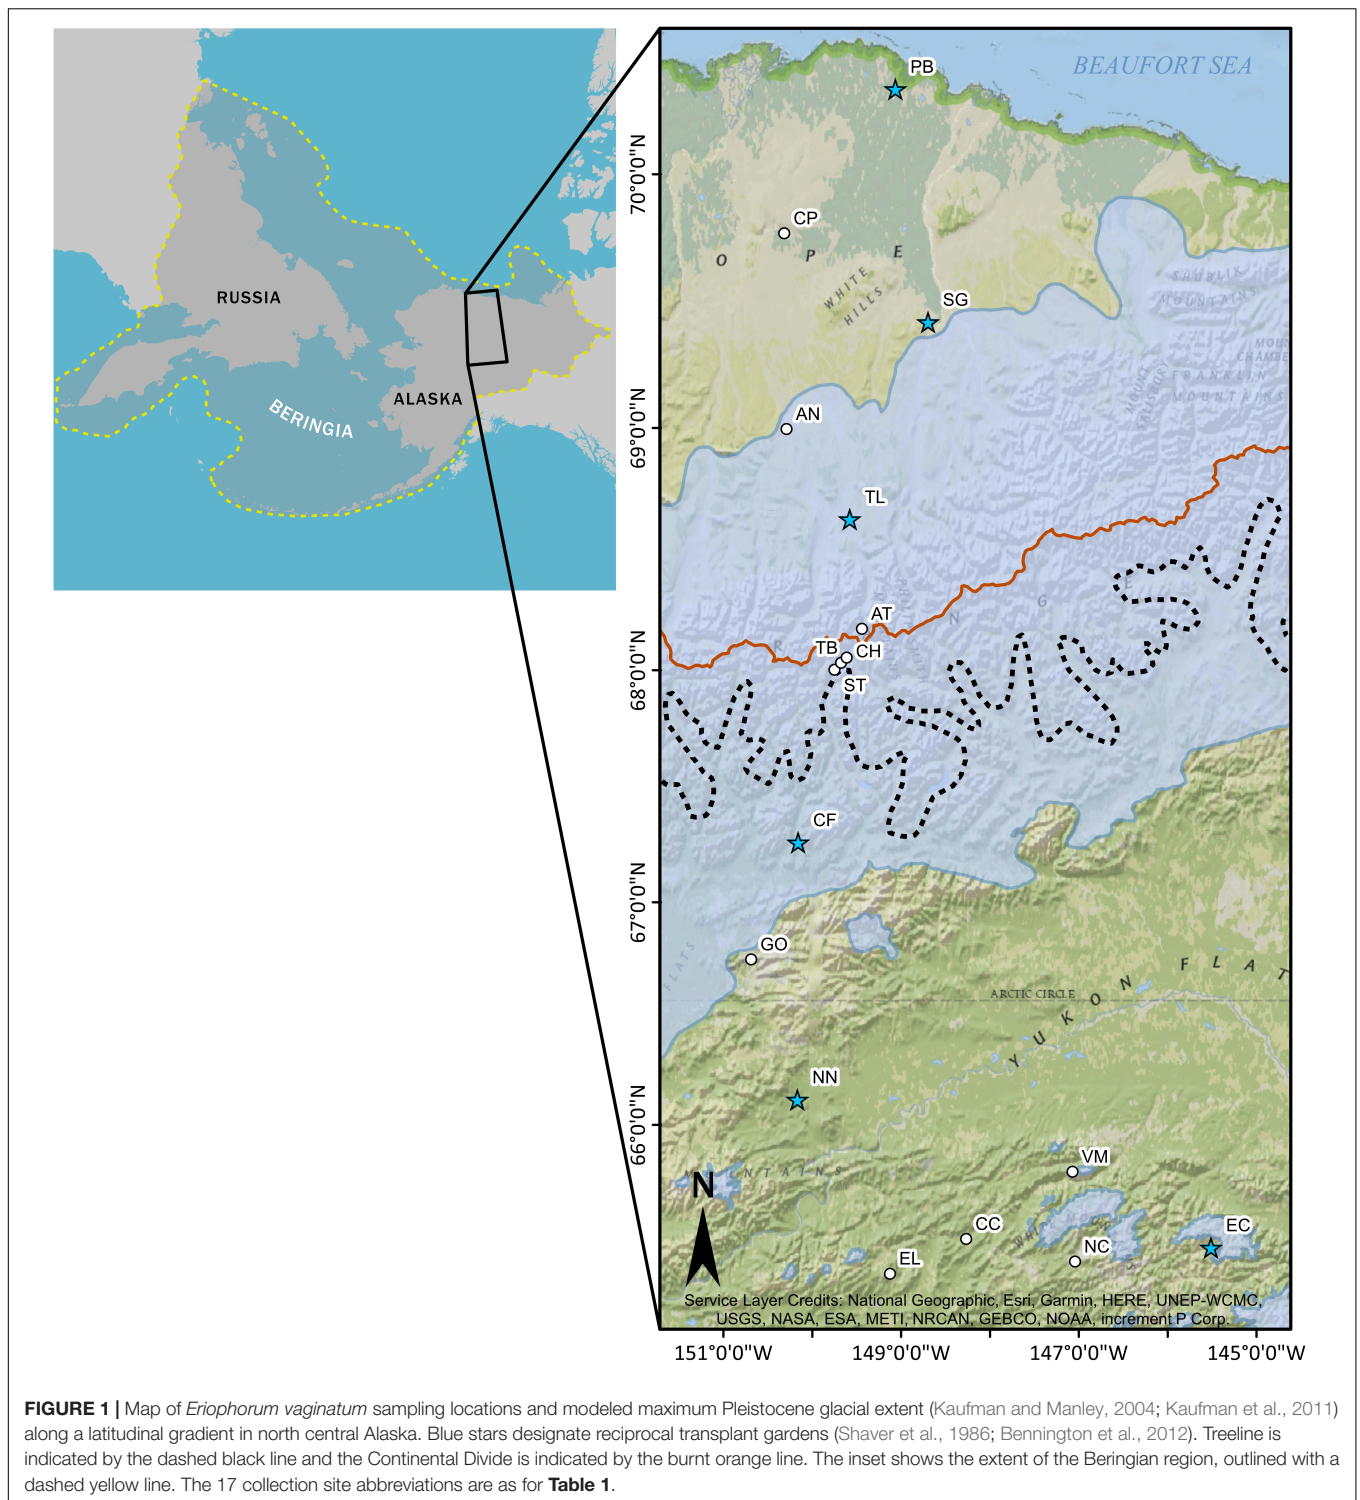 RUSSIA
ALASKA
BERINGIA
BEAUFORT SEA
PB
70°0'0"N
CP
O P E
WHITE
HILLS
SG
SHUBLIK
MOUNTAINS
MOUN
CHAMBE
FRANKLIN
MOUNTAINS
AN
69°0'0"N
TL
AT
G
N
R
E
TB
CH
ST
68°0'0"N
CF
67°0'0"N
GO
FLATS
ARCTIC CIRCLE
YUKON FLAT
NN
66°0'0"N
VM
NTAINS
N
CC
EC
NC
EL
Service Layer Credits: National Geographic, Esri, Garmin, HERE, UNEP-WCMC,
USGS, NASA, ESA, METI, NRCAN, GEBCO, NOAA, increment P Corp.
151°0'0"W 149°0'0"W 147°0'0"W 145°0'0"W
FIGURE 1 | Map of Eriophorum vaginatum sampling locations and modeled maximum Pleistocene glacial extent (Kaufman and Manley, 2004; Kaufman et al., 2011)
along a latitudinal gradient in north central Alaska. Blue stars designate reciprocal transplant gardens (Shaver et al., 1986; Bennington et al., 2012). Treeline is
indicated by the dashed black line and the Continental Divide is indicated by the burnt orange line. The inset shows the extent of the Beringian region, outlined with a
dashed yellow line. The 17 collection site abbreviations are as for Table 1.